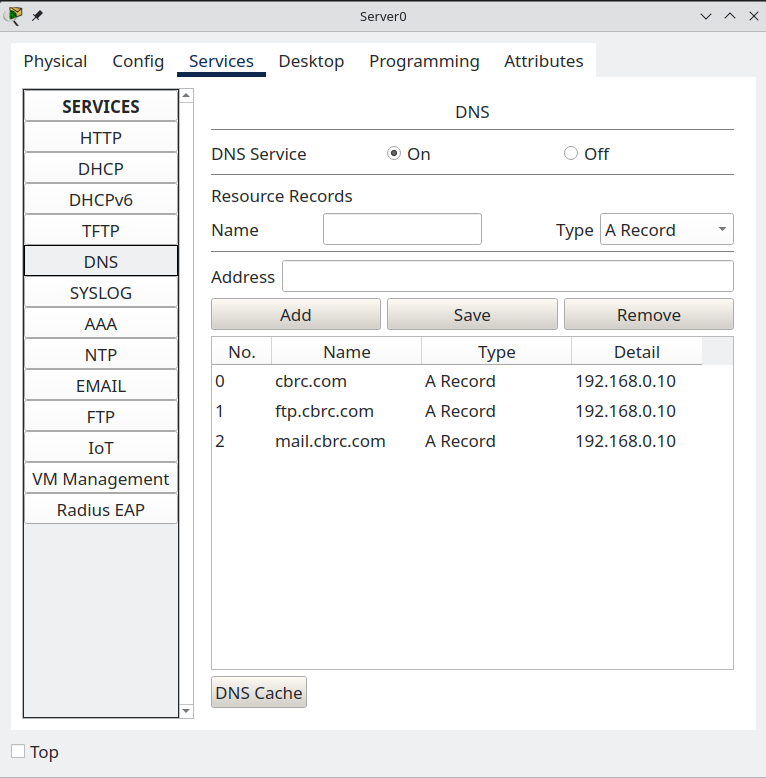 Server0
Physical Config Services Desktop Programming Attributes
SERVICES
HTTP
DHCP
DHCPv6
TFTP
DNS
SYSLOG
AAA
NTP
EMAIL
FTP
IoT
VM Management
Radius EAP
DNS
DNS Service On Off
Resource Records
Name Type A Record
Address
Add Save Remove
No. Name Type Detail
0 cbrc.com A Record 192.168.0.10
1 ftp.cbrc.com A Record 192.168.0.10
2 mail.cbrc.com A Record 192.168.0.10
DNS Cache
Top